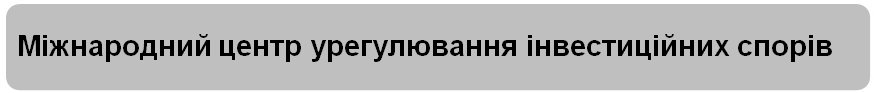 Міжнародний центр урегулювання інвестиційних спорів